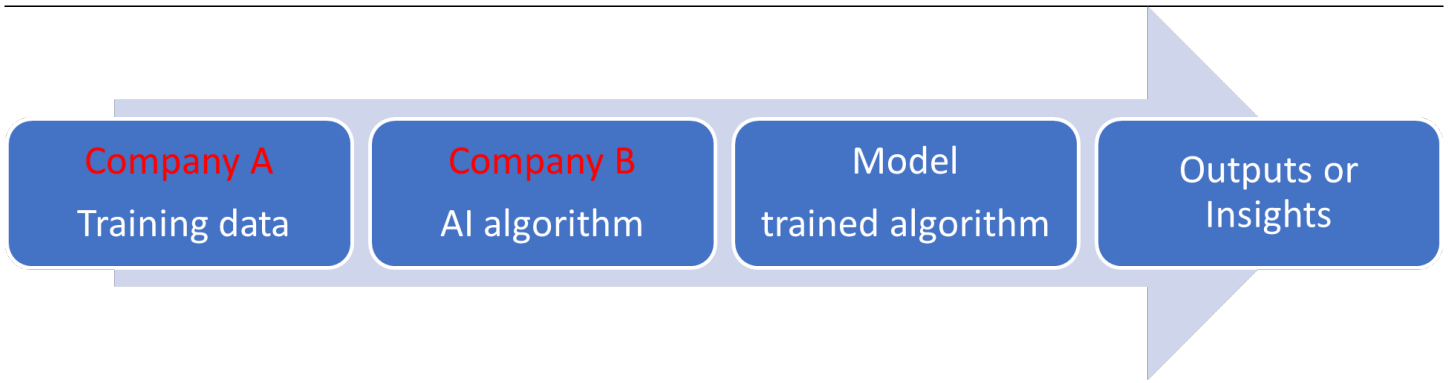 Company A
Training data
Company B
AI algorithm
Model
trained algorithm
Outputs or
Insights